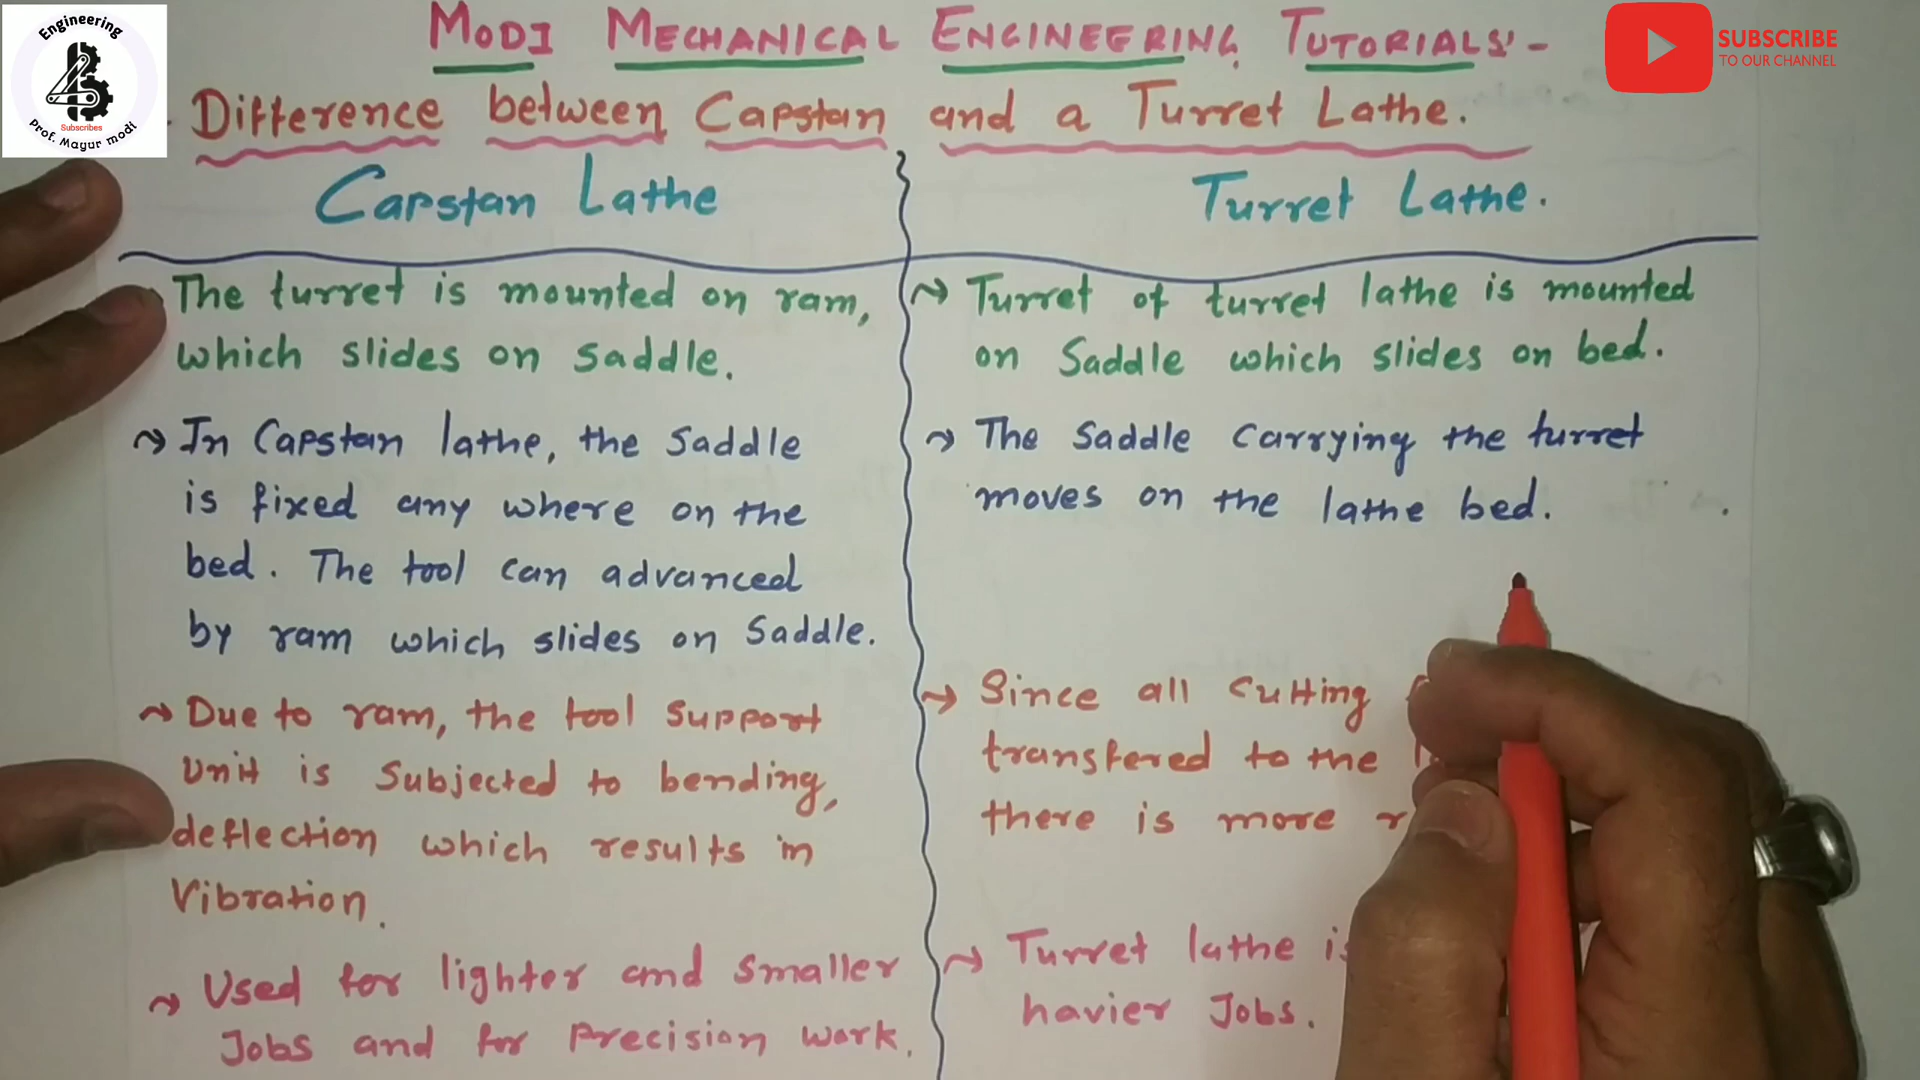 Engineering
Subscribes
Prof. Mayur modi
MODI MECHANICAL ENGINEERING TUTORIALS:-
SUBSCRIBE
TO OUR CHANNEL
Difference between Capstan and a Turret Lathe.
Capstan Lathe
The turret is mounted on ram,
which slides on saddle.
In Capstan lathe, the saddle
is fixed any where on the
bed. The tool can advanced
by ram which slides on Saddle.
Due to ram, the tool support
Unit is subjected to bending,
deflection which results in
Vibration.
Used for lighter and smaller
Jobs and for precision work.
Turret Lathe.
Turret of turret lathe is mounted
on Saddle which slides on bed.
The Saddle carrying the turret
moves on the lathe bed.
Since all cutting
transfered to the
there is more
Turret lathe is
havier Jobs.